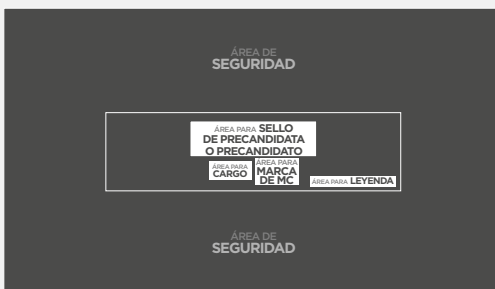 ÁREA DE
SEGURIDAD
ÁREA PARA SELLO
DE PRECANDIDATA
O PRECANDIDATO
ÁREA PARA
CARGO
ÁREA PARA
MARCA
DE MC
ÁREA PARA LEYENDA
ÁREA DE
SEGURIDAD